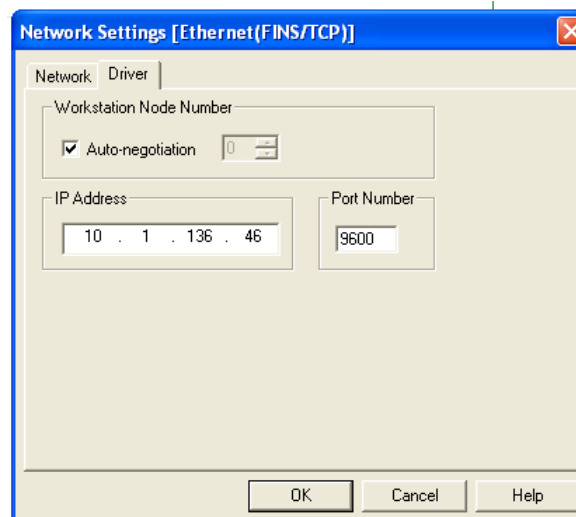 Network Settings [Ethernet(FINS/TCP)]
Network Driver
Workstation Node Number
Auto-negotiation 0
IP Address Port Number
10 . 1 . 136 . 46 9600
OK Cancel Help